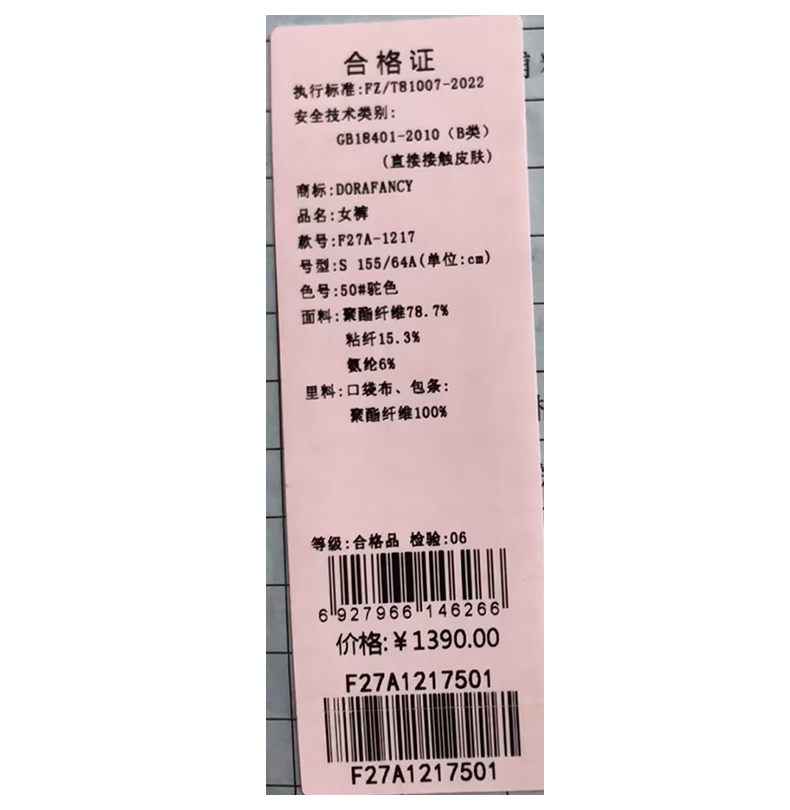 合格证
执行标准:FZ/T81007-2022
安全技术类别:
GB18401-2010（B类）
(直接接触皮肤)
商标:DORAFANCY
品名:女裤
款号:F27A-1217
号型:S 155/64A(单位:cm)
色号:50#驼色
面料:聚酯纤维78.7%
粘纤15.3%
氨纶6%
里料:口袋布、包条:
聚酯纤维100%
等级:合格品 检验:06
6 927966 146266
价格:￥1390.00
F27A1217501
F27A1217501